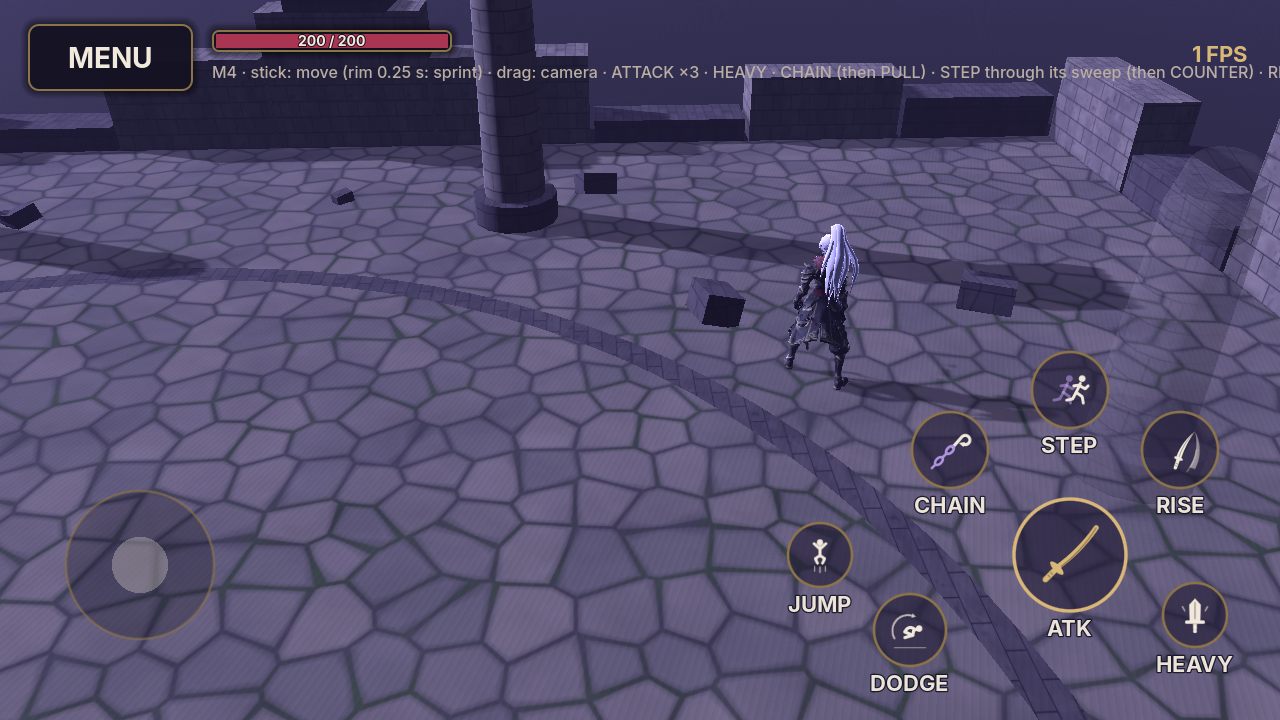 MENU
200 / 200
1 FPS
M4 · stick: move (rim 0.25 s: sprint) · drag: camera · ATTACK ×3 · HEAVY · CHAIN (then PULL) · STEP through its sweep (then COUNTER) ·
STEP
CHAIN
RISE
JUMP
ATK
HEAVY
DODGE